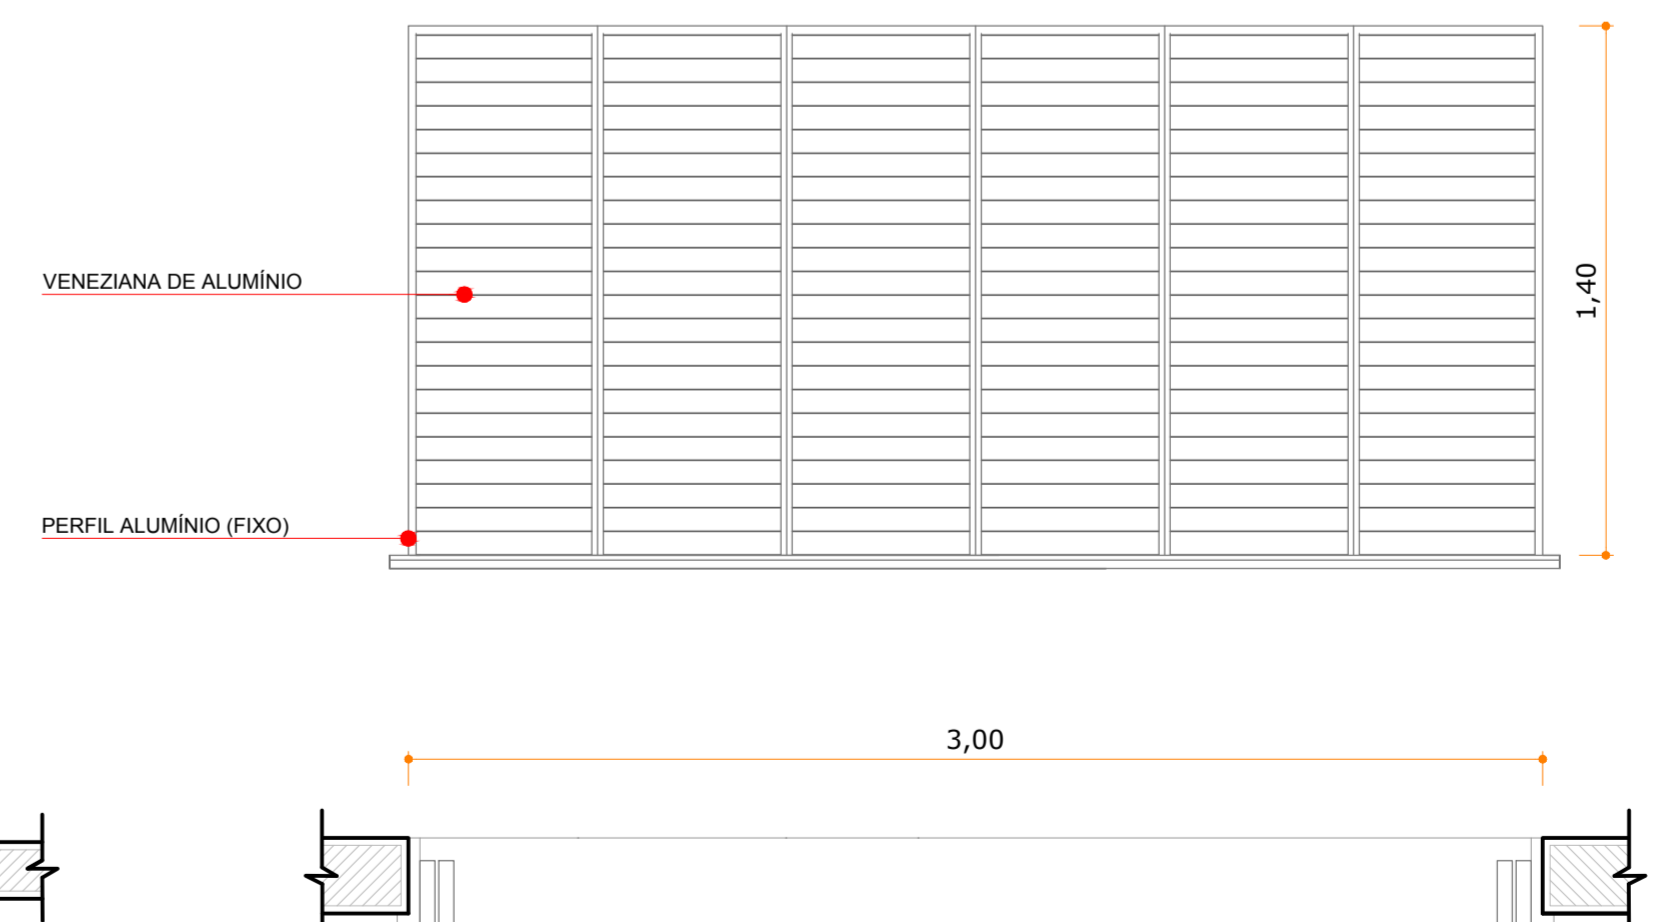 VENEZIANA DE ALUMÍNIO
1,40
PERFIL ALUMÍNIO (FIXO)
3,00